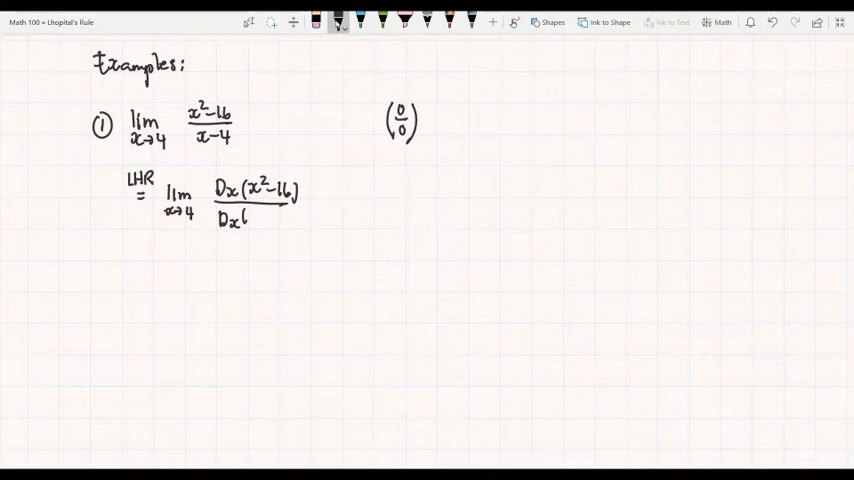 Math 100 = Lhopital's Rule
Shapes
Ink to Shape
Ink to Text
Math
Examples:
① lim x→4 x²-16 / x-4 (0/0)
LHR = lim x→4 Dx(x²-16) / Dx(